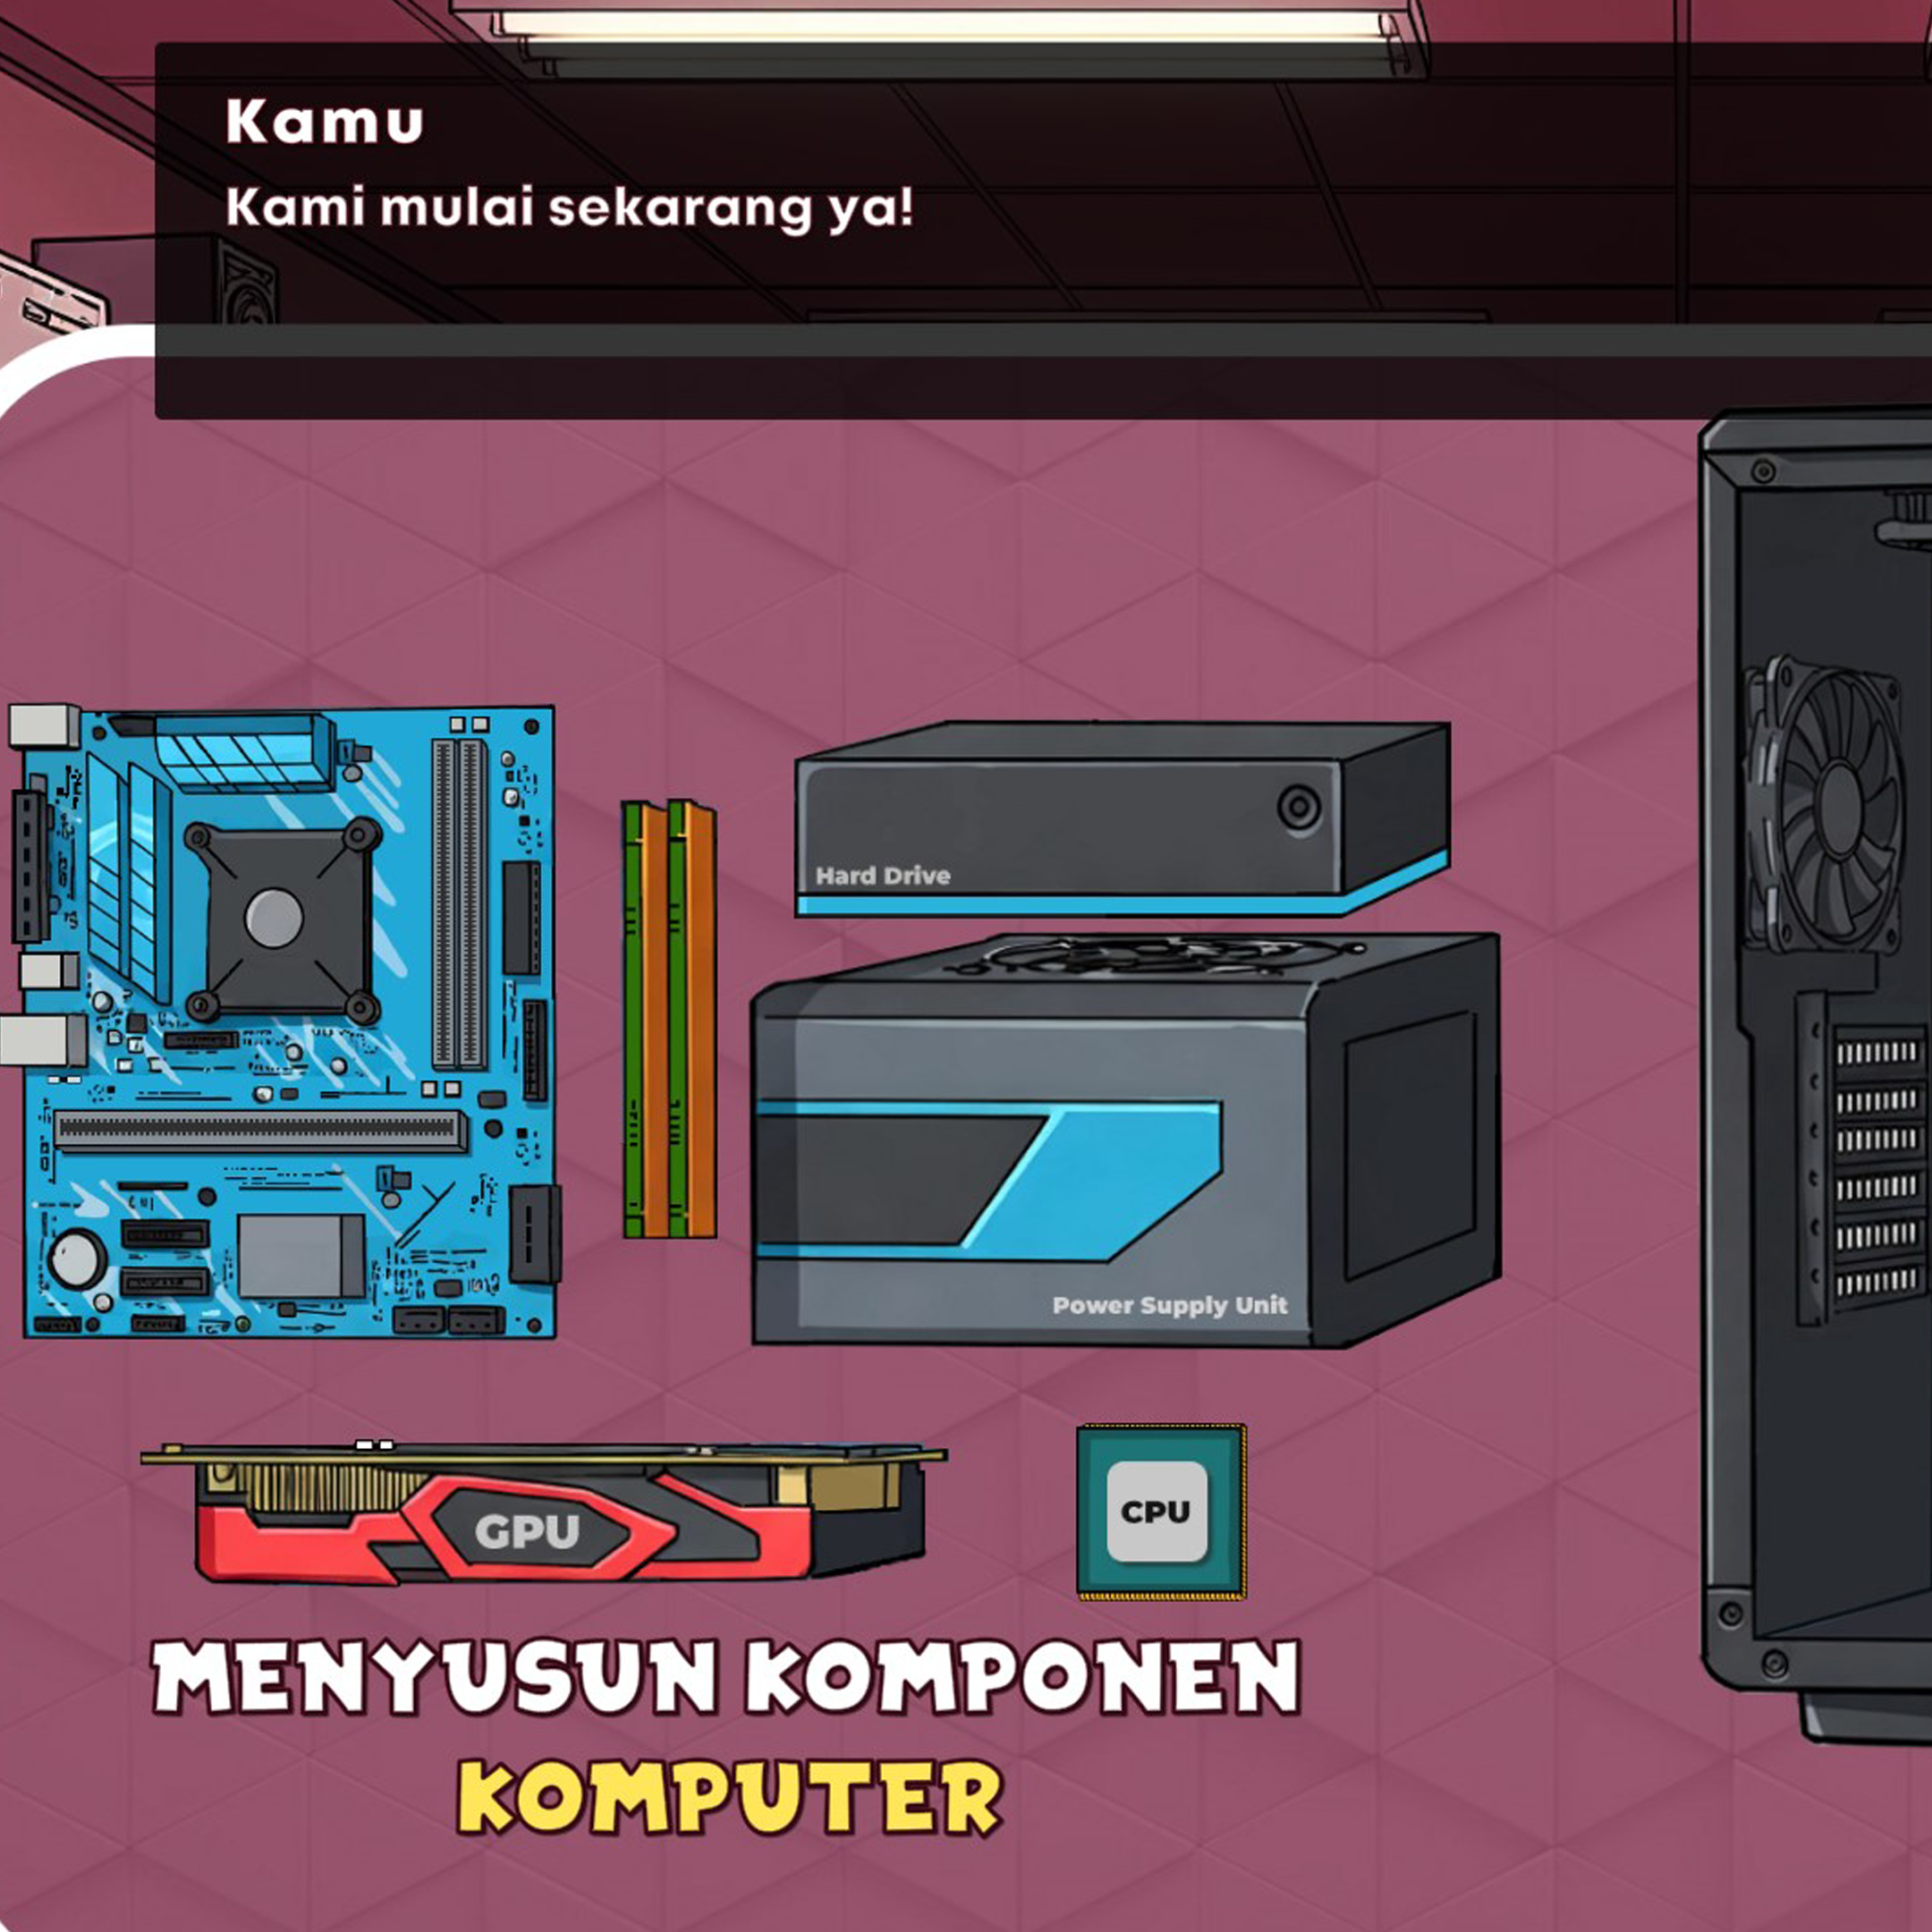 Kamu
Kami mulai sekarang ya!
Hard Drive
Power Supply Unit
GPU
CPU
MENYUSUN KOMPONEN
KOMPUTER